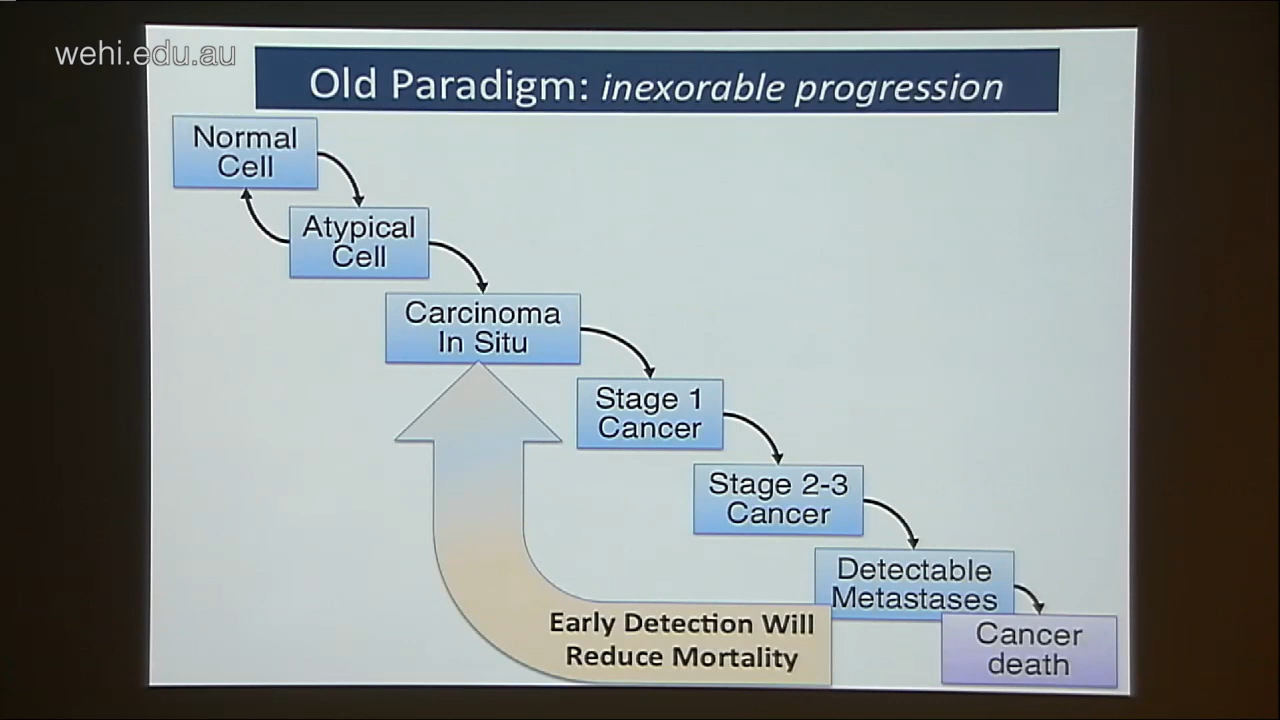 wehi.edu.au
Old Paradigm: inexorable progression
Normal
Cell
Atypical
Cell
Carcinoma
In Situ
Stage 1
Cancer
Stage 2-3
Cancer
Detectable
Metastases
Cancer
death
Early Detection Will
Reduce Mortality